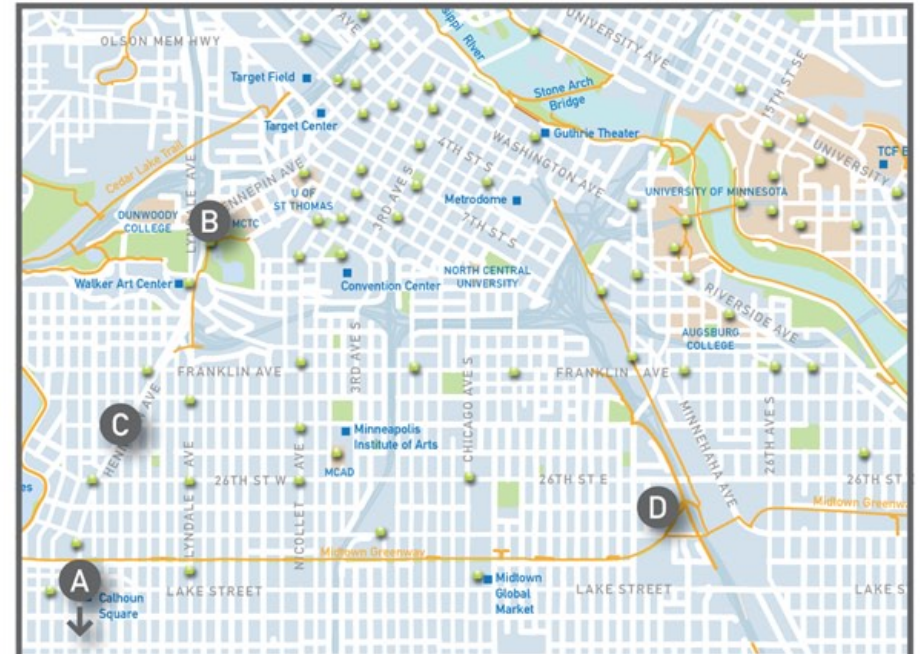 OLSON MEM HWY
AVE
sippi River
UNIVERSITY AVE
Target Field
Stone Arch
Bridge
15TH ST SE
Target Center
Guthrie Theater
WASHINGTON AVE
4TH ST S
Cedar Lake Trail
UNIVERSITY
TCF
LYNDALE AVE
ENNEPIN AVE
U OF
ST THOMAS
3RD AVE S
Metrodome
UNIVERSITY OF MINNESOTA
DUNWOODY
COLLEGE
B
MCTC
7TH ST S
Walker Art Center
Convention Center
NORTH CENTRAL
UNIVERSITY
RIVERSIDE AVE
AUGSBURG
COLLEGE
FRANKLIN AVE
3RD AVE S
CHICAGO AVE S
FRANKLIN AVE
C
HENN
AVE
Minneapolis
Institute of Arts
MCAD
MINNEHAHA AVE
26TH AVE S
LYNDALE AVE
26TH ST W
NICOLLET AVE
26TH ST E
26TH ST
es
D
Midtown Greenw
Midtown Greenway
A
LAKE STREET
Calhoun
Square
Midtown
Global
Market
LAKE STREET
LAKE S